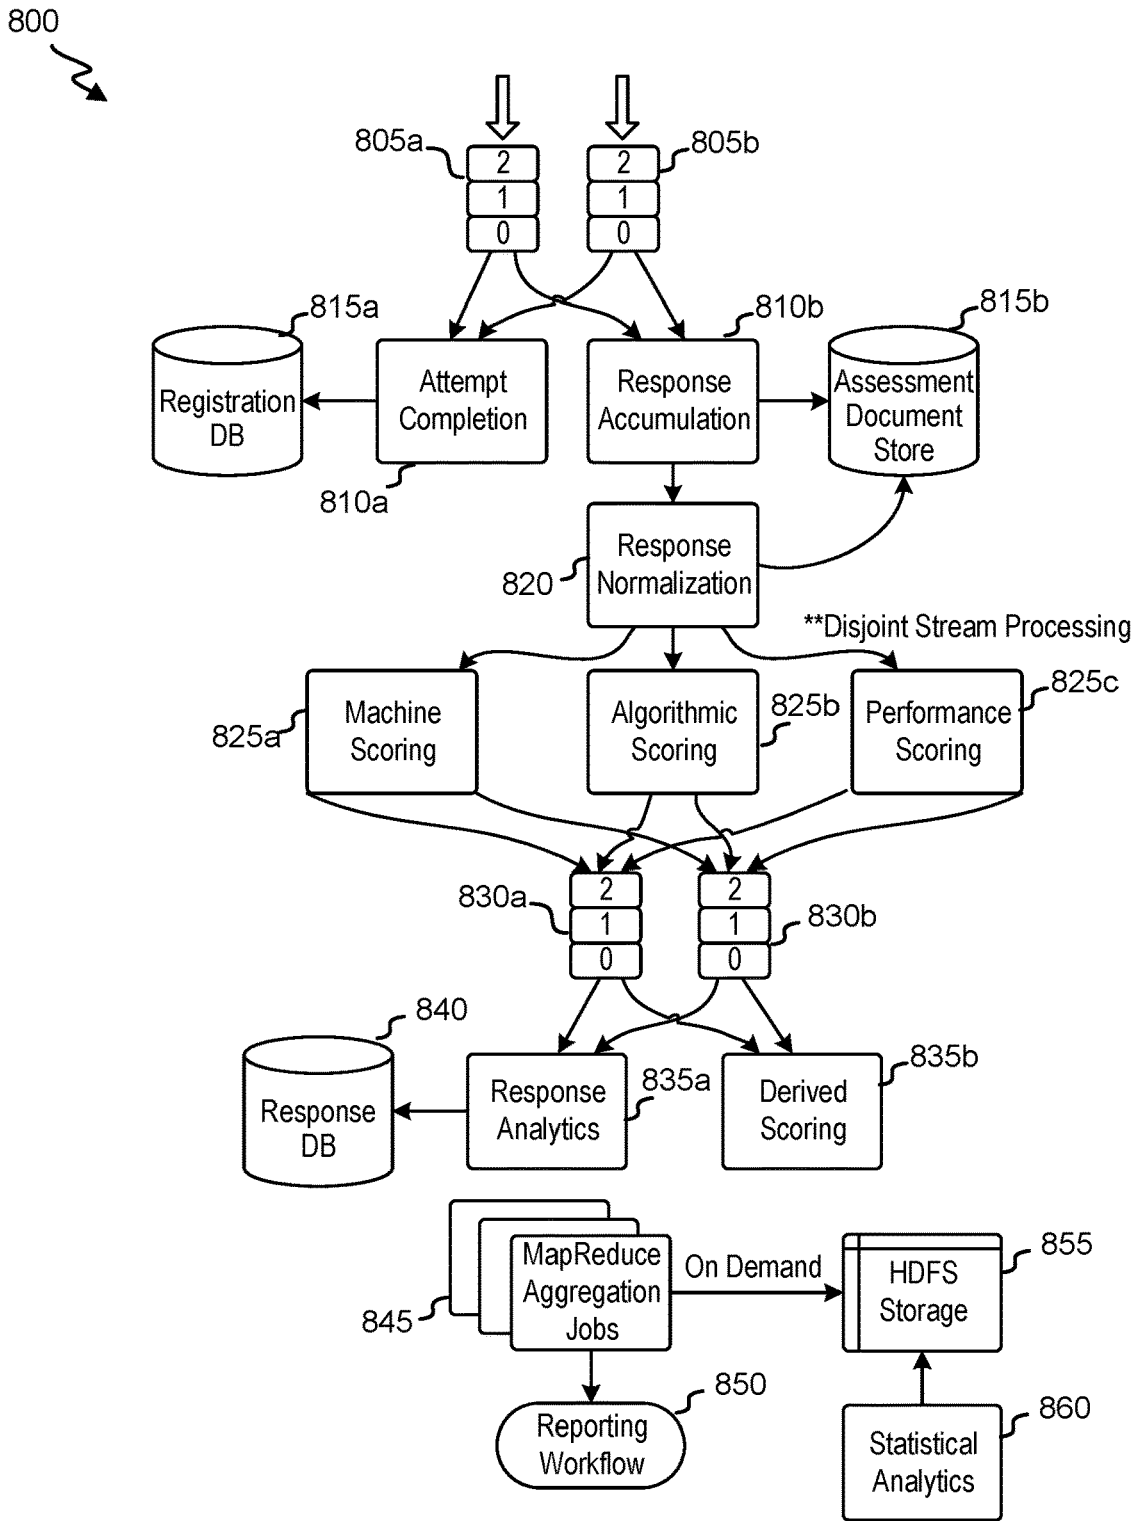 800
805a
2
1
0
2
1
0
805b
815a
Registration
DB
Attempt
Completion
810a
Response
Accumulation
810b
815b
Assessment
Document
Store
820
Response
Normalization
**Disjoint Stream Processing
825a
Machine
Scoring
Algorithmic
Scoring
825b
Performance
Scoring
825c
830a
2
1
0
2
1
0
830b
840
Response
DB
Response
Analytics
835a
Derived
Scoring
835b
845
MapReduce
Aggregation
Jobs
On Demand
HDFS
Storage
855
Reporting
Workflow
850
Statistical
Analytics
860